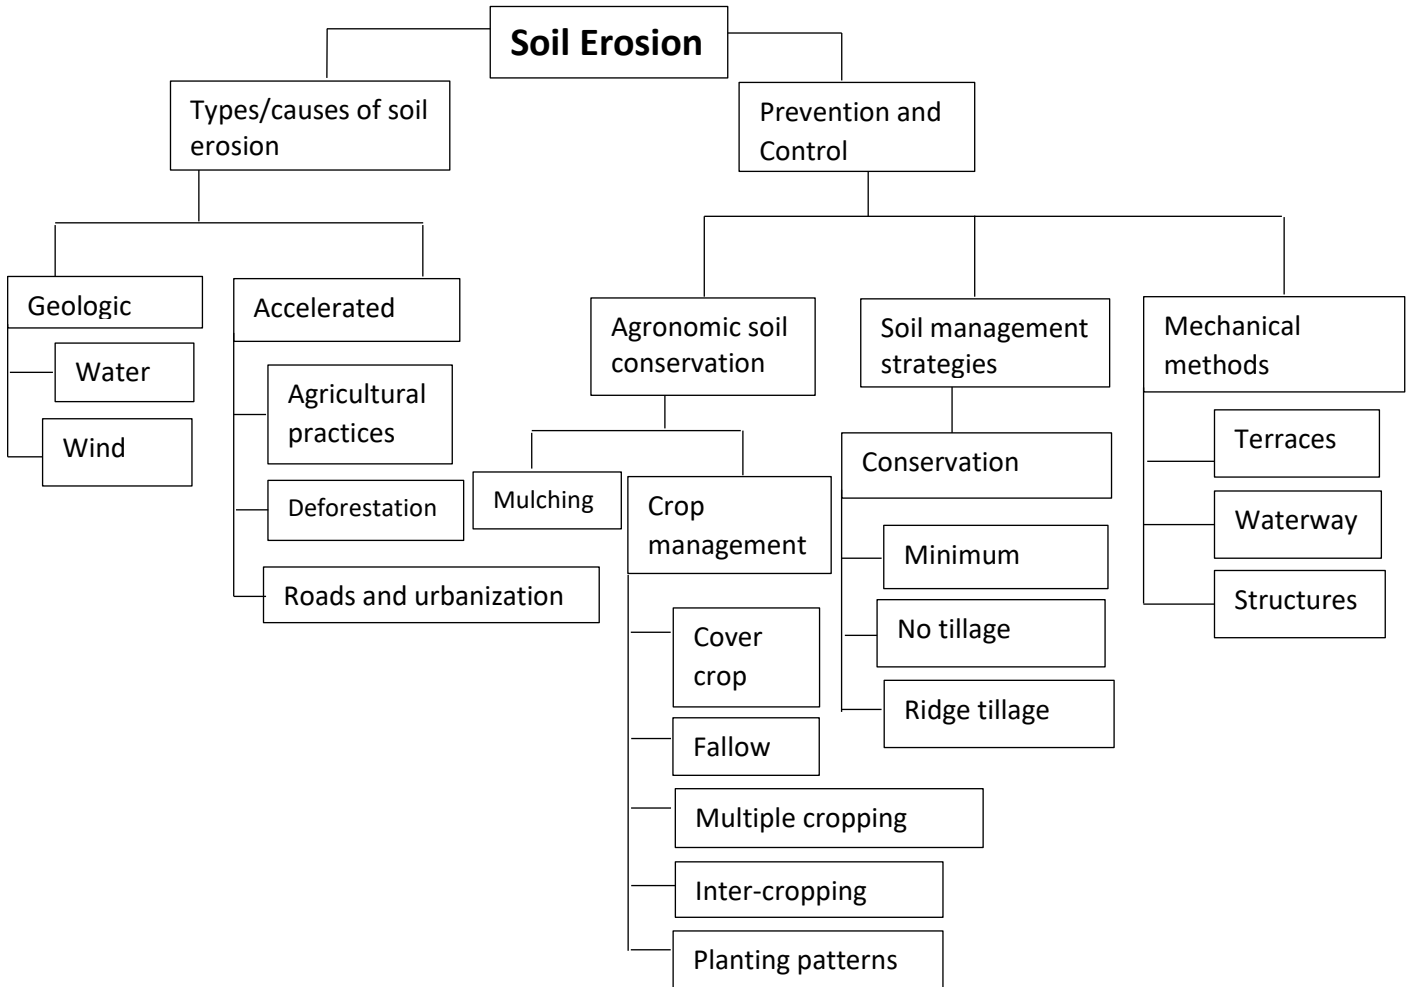 Soil Erosion
Types/causes of soil
erosion
Prevention and
Control
Geologic
Accelerated
Water
Wind
Agricultural
practices
Deforestation
Roads and urbanization
Agronomic soil
conservation
Soil management
strategies
Mechanical
methods
Mulching
Crop
management
Cover
crop
Fallow
Multiple cropping
Inter-cropping
Planting patterns
Conservation
Minimum
No tillage
Ridge tillage
Terraces
Waterway
Structures